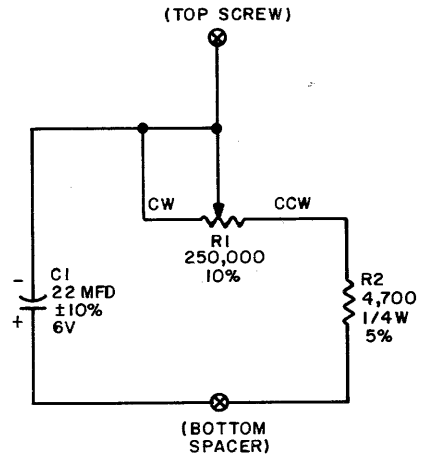 (TOP SCREW)
CW
CCW
R1
250,000
10%
-
C1
22 MFD
±10%
6V
+
R2
4,700
1/4W
5%
(BOTTOM
SPACER)